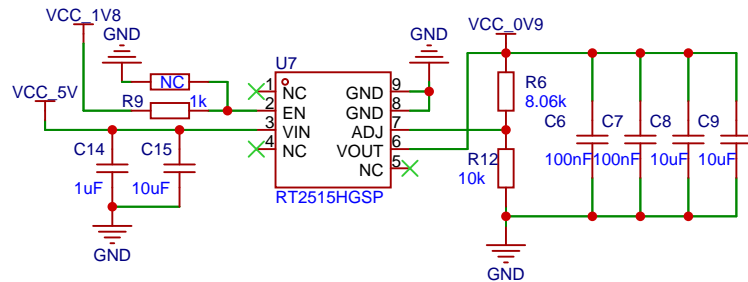 VCC_1V8
GND
NC
R9
1k
VCC_5V
C14
1uF
C15
10uF
GND
U7
1
NC
2
EN
3
VIN
4
NC
9
GND
8
GND
7
ADJ
6
VOUT
5
NC
RT2515HGSP
GND
VCC_0V9
R6
8.06k
R12
10k
GND
C6
100nF
C7
100nF
C8
10uF
C9
10uF